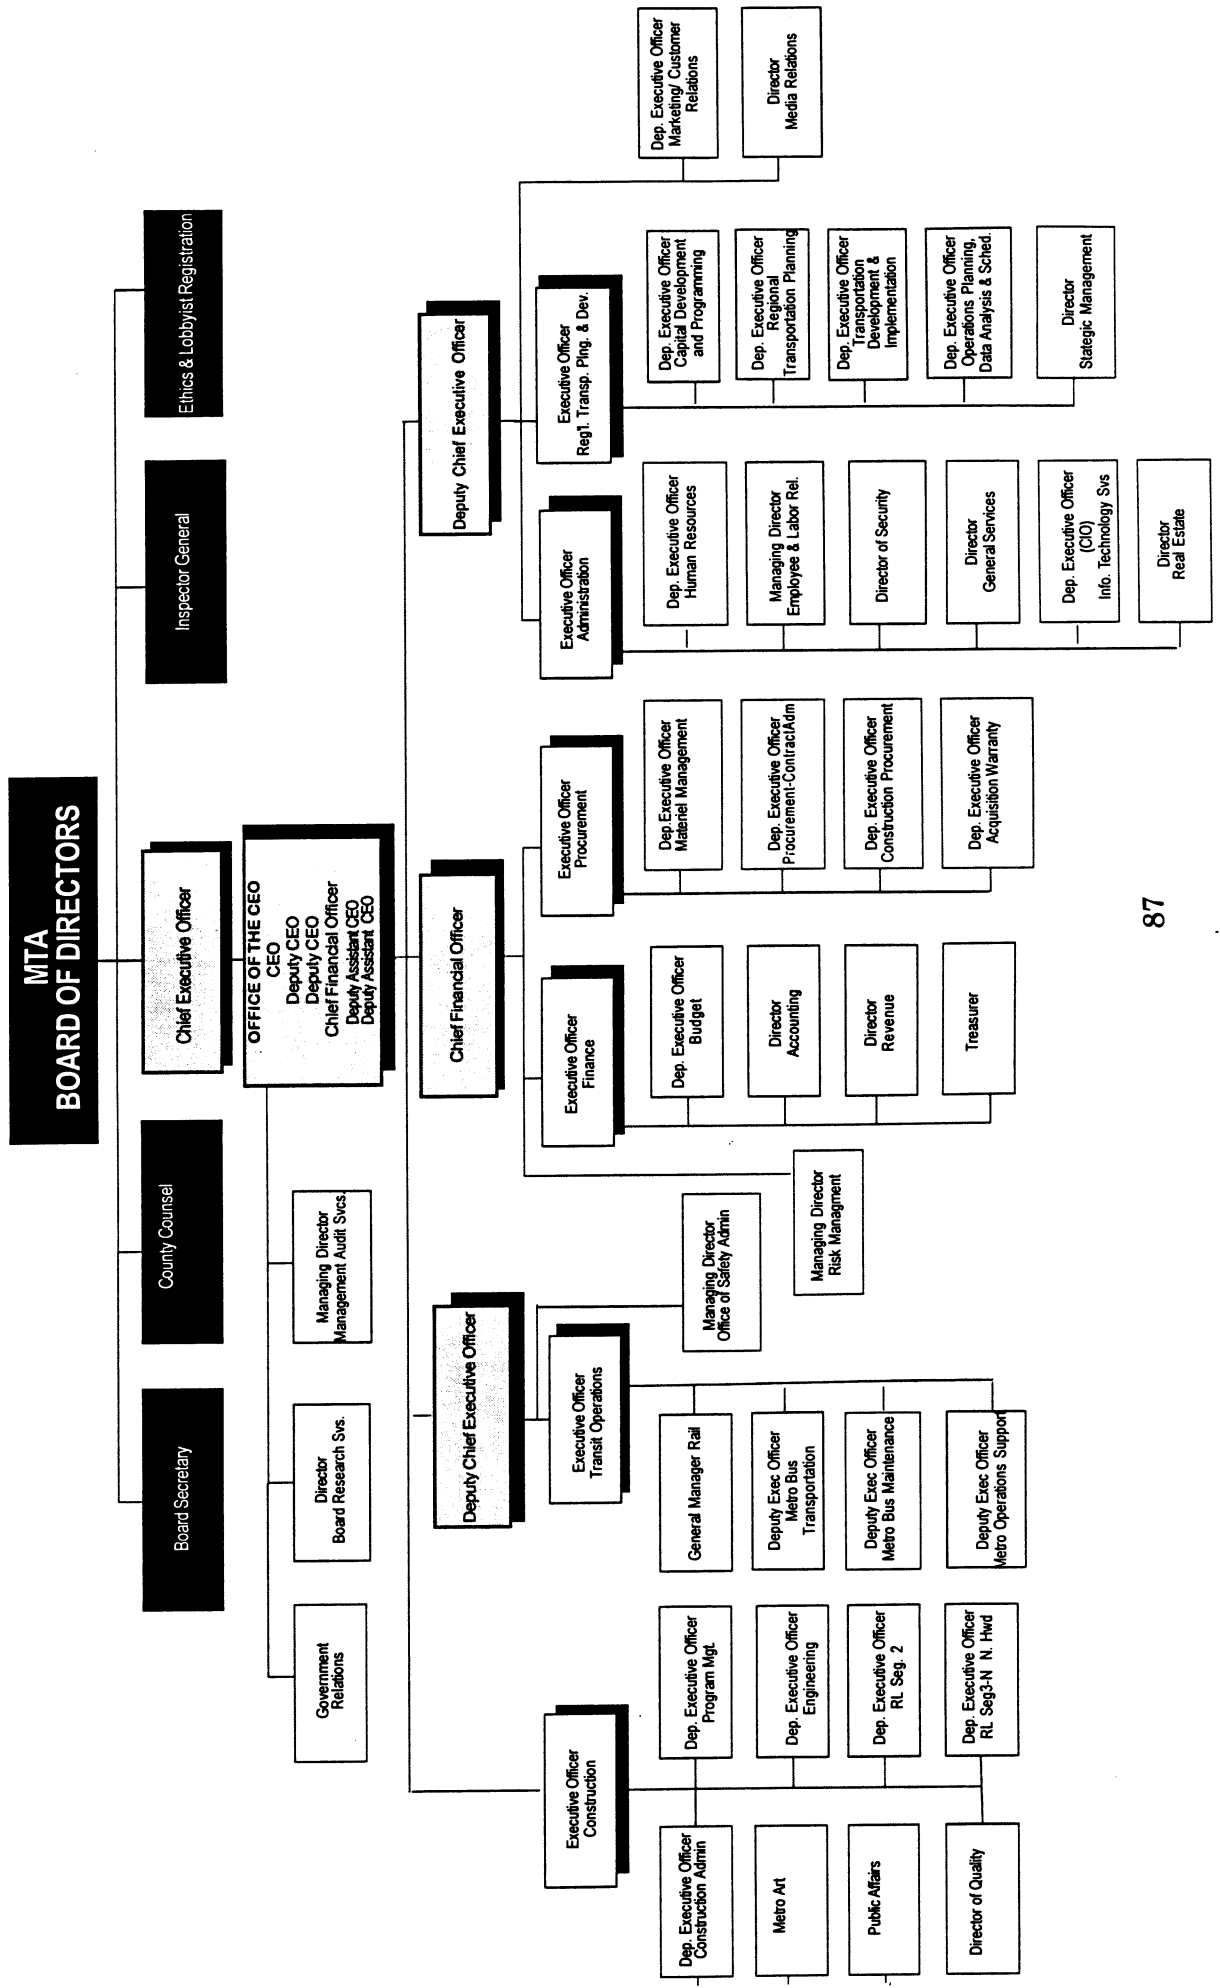 MTA
BOARD OF DIRECTORS
Board Secretary
County Counsel
Inspector General
Ethics & Lobbyist Registration
Chief Executive Officer
OFFICE OF THE CEO
CEO
Deputy CEO
Deputy CEO
Chief Financial Officer
Deputy Assistant CEO
Deputy Assistant CEO
Government
Relations
Director
Board Research Svs.
Managing Director
Management Audit Svcs.
Deputy Chief Executive Officer
Chief Financial Officer
Deputy Chief Executive Officer
Executive Officer
Construction
Dep. Executive Officer
Construction Admin
Metro Art
Public Affairs
Director of Quality
Dep. Executive Officer
Program Mgt.
Dep. Executive Officer
Engineering
Dep. Executive Officer
RL Seg. 2
Dep. Executive Officer
RL Seg3-N N. Hwd
Executive Officer
Transit Operations
General Manager Rail
Deputy Exec Officer
Metro Bus
Transportation
Deputy Exec Officer
Metro Bus Maintenance
Deputy Exec Officer
Metro Operations Support
Managing Director
Office of Safety Admin
Managing Director
Risk Managment
Executive Officer
Finance
Dep. Executive Officer
Budget
Director
Accounting
Director
Revenue
Treasurer
Executive Officer
Procurement
Dep.Executive Officer
Materiel Management
Dep. Executive Officer
Procurement-ContractAdm
Dep. Executive Officer
Construction Procurement
Dep. Executive Officer
Acquisition Warranty
Executive Officer
Administration
Dep. Executive Officer
Human Resources
Managing Director
Employee & Labor Rel.
Director of Security
Director
General Services
Dep. Executive Officer
(CIO)
Info. Technology Svs
Director
Real Estate
Executive Officer
Reg1. Transp. Plng. & Dev.
Dep. Executive Officer
Capital Development
and Programming
Dep. Executive Officer
Regional
Transportation Planning
Dep. Executive Officer
Transportation
Development &
Implementation
Dep. Executive Officer
Operations Planning,
Data Analysis & Sched.
Director
Stategic Management
Dep. Executive Officer
Marketing/ Customer
Relations
Director
Media Relations
87